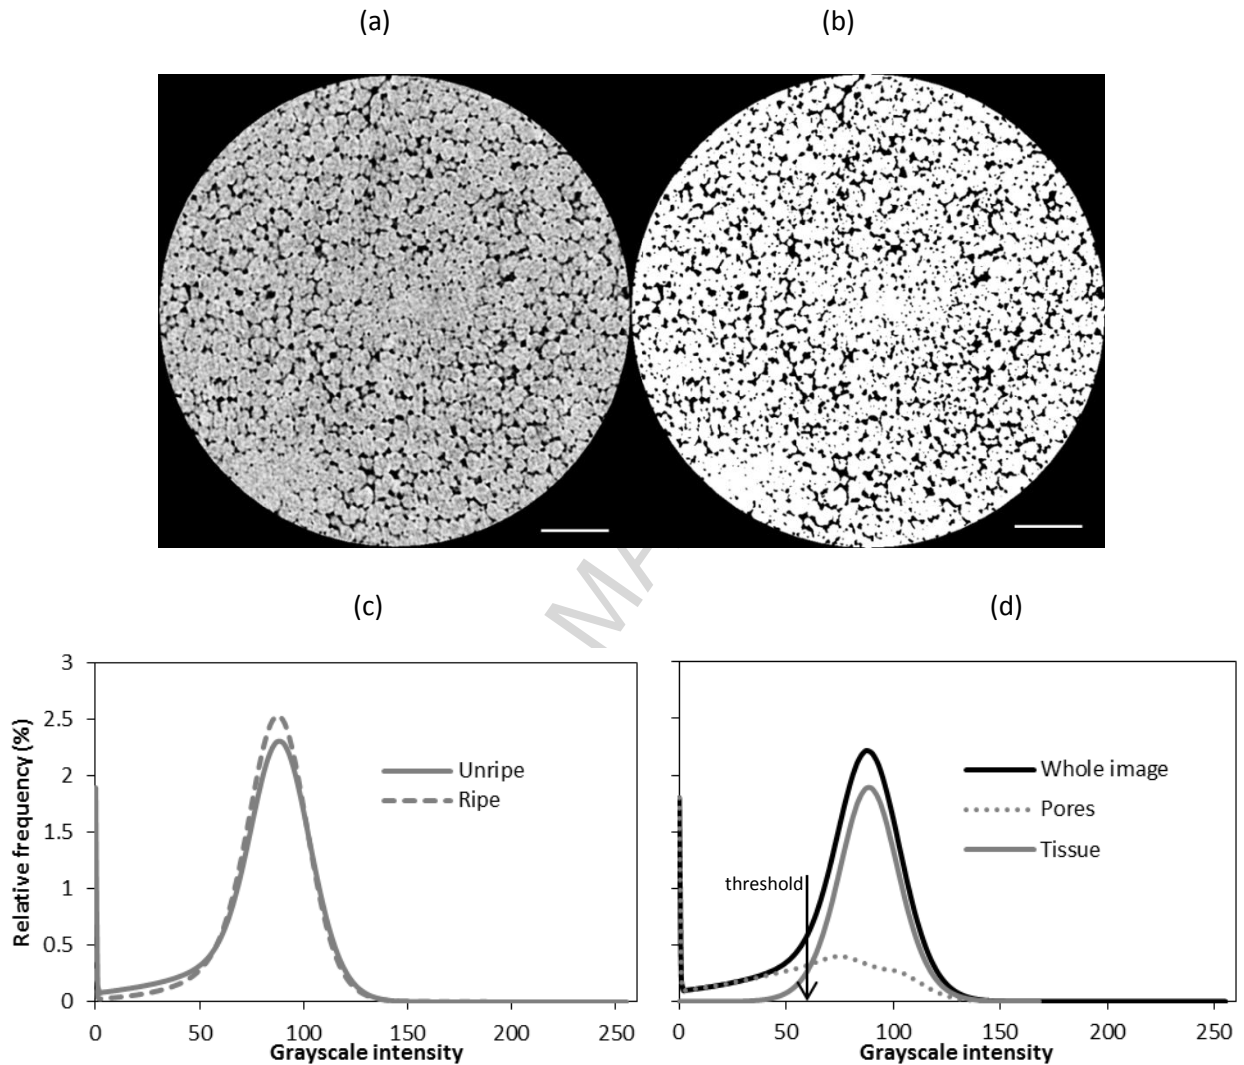 (a) (b)
MA
(c) (d)
3
2.5
2
1.5
1
0.5
0
Relative frequency (%)
Unripe
Ripe
0 50 100 150 200 250
Grayscale intensity
Whole image
Pores
Tissue
threshold
0 50 100 150 200 250
Grayscale intensity